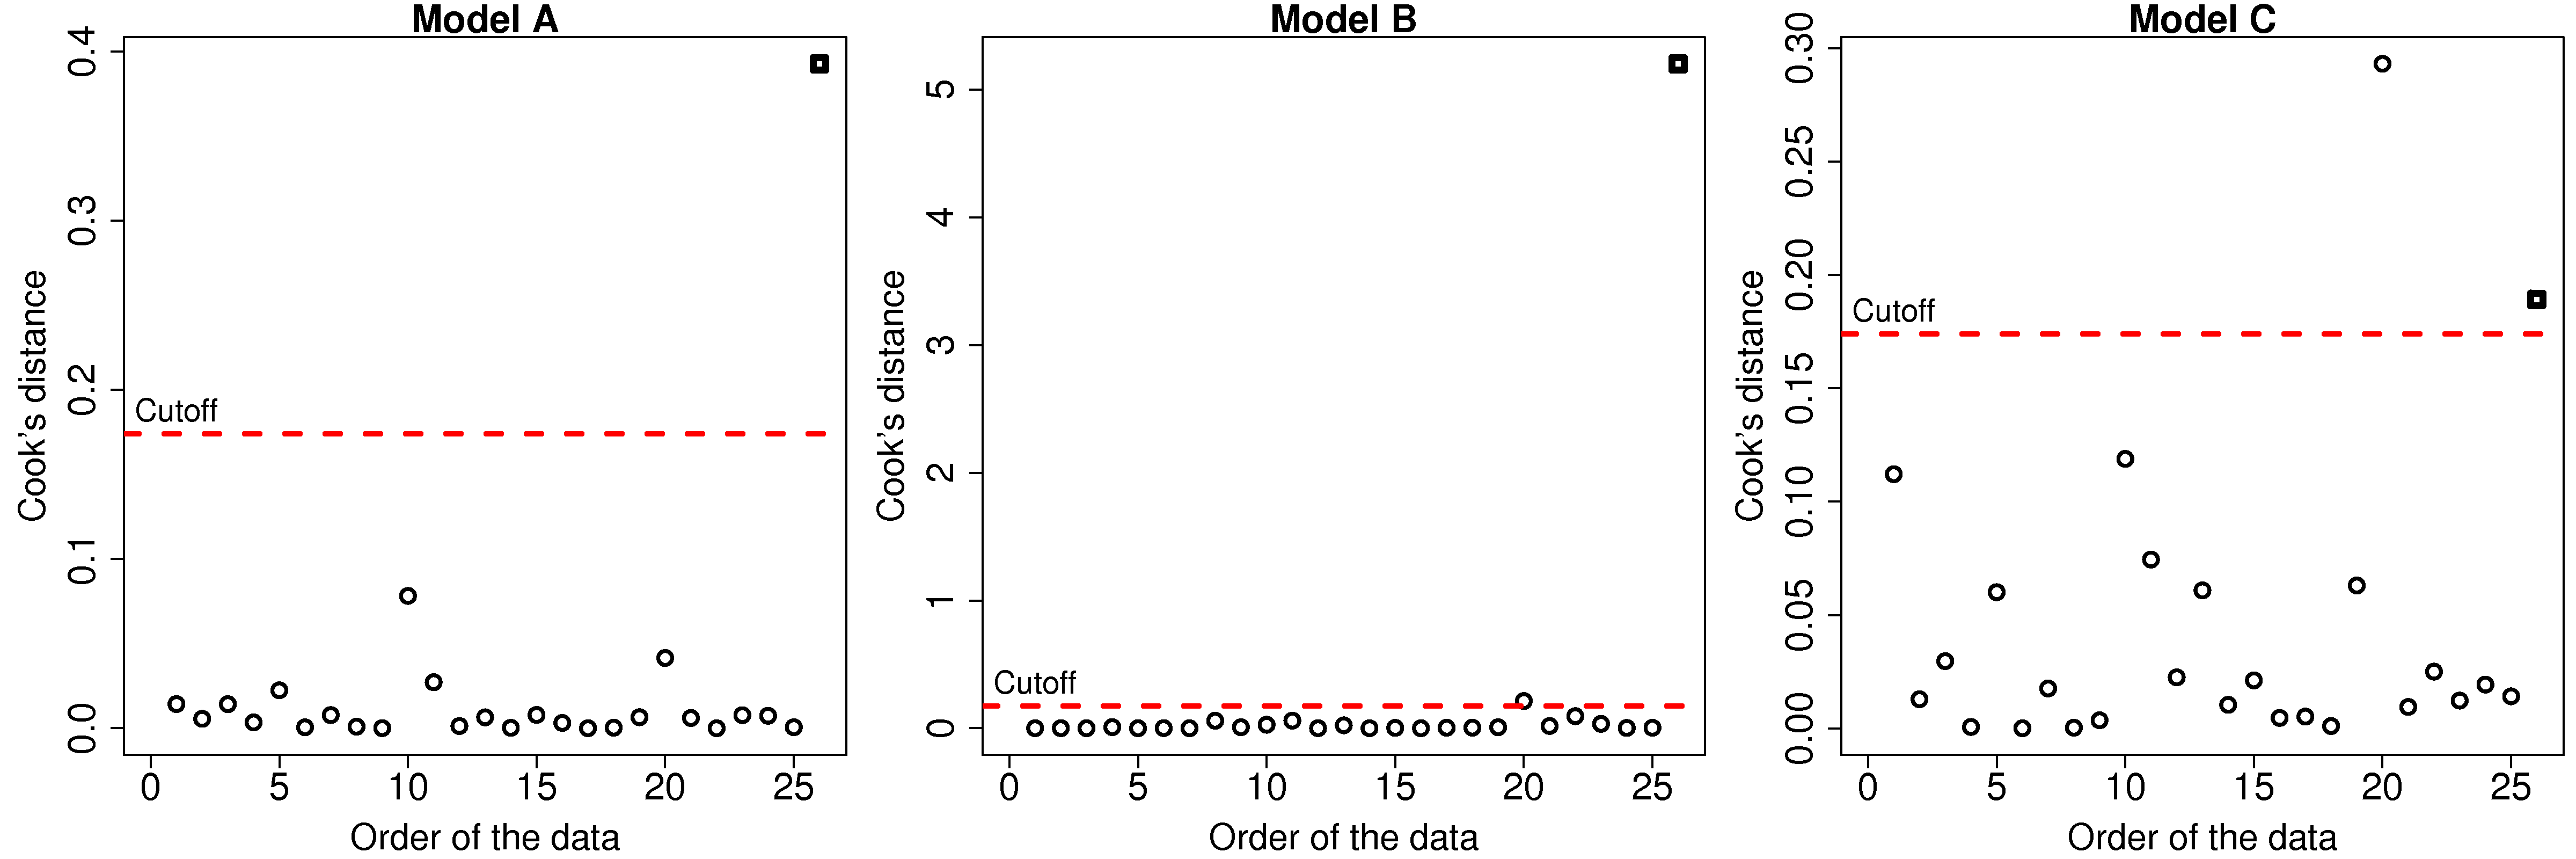 Model A
Cook's distance
0.4
0.3
0.2
0.1
0.0
Cutoff
0 5 10 15 20 25
Order of the data
Model B
Cook's distance
5
4
3
2
1
0
Cutoff
0 5 10 15 20 25
Order of the data
Model C
Cook's distance
0.30
0.25
0.20
0.15
0.10
0.05
0.00
Cutoff
0 5 10 15 20 25
Order of the data